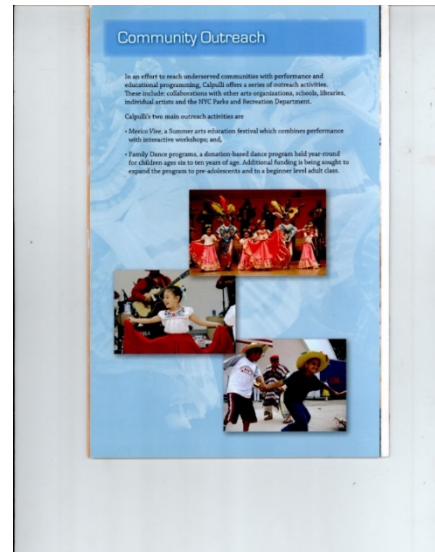 Community Outreach
In an effort to reach underserved communities with performance and
educational programming, Calpulli offers a series of outreach activities.
These include: collaborations with other arts organizations, schools, libraries,
individual artists and the NYC Parks and Recreation Department.
Calpulli's two main outreach activities are
• Mexico Vive, a Summer arts education festival which combines performance
with interactive workshops; and,
• Family Dance programs, a donation-based dance program held year-round
for children ages six to ten years of age. Additional funding is being sought to
expand the program to pre-adolescents and to a beginner level adult class.